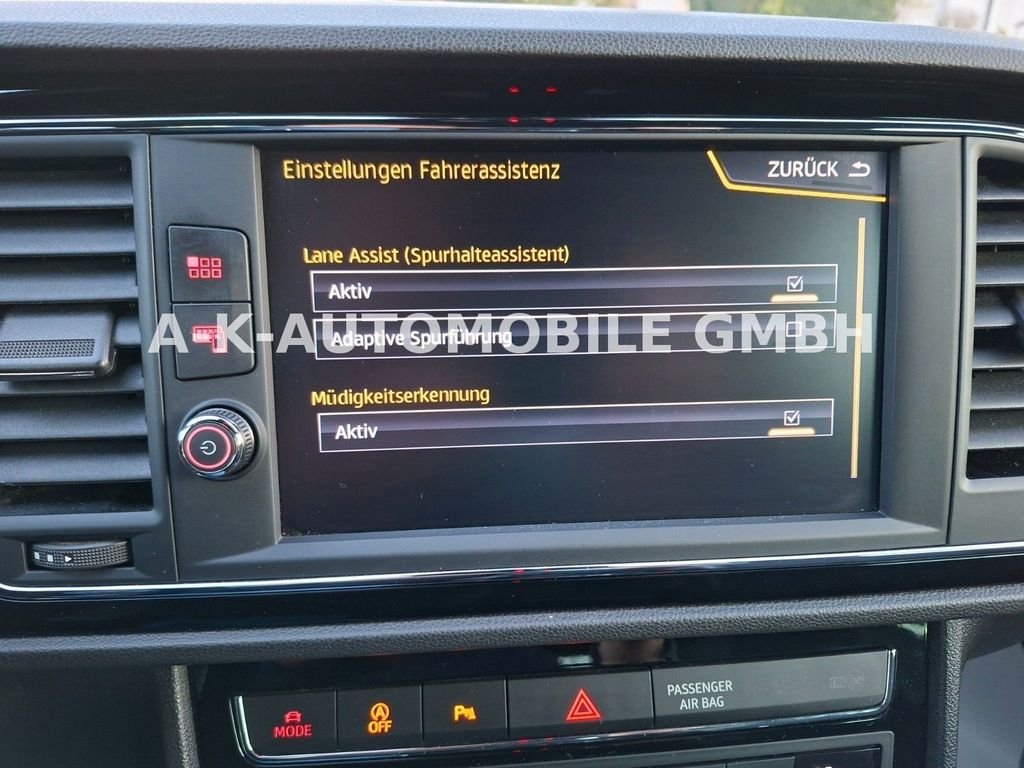 Einstellungen Fahrerassistenz
ZURÜCK
Lane Assist (Spurhalteassistent)
Aktiv
A K-AUTOMOBILE GMBH
Adaptive Spurführung
Müdigkeitserkennung
Aktiv
MODE
A
OFF
P
PASSENGER
AIR BAG